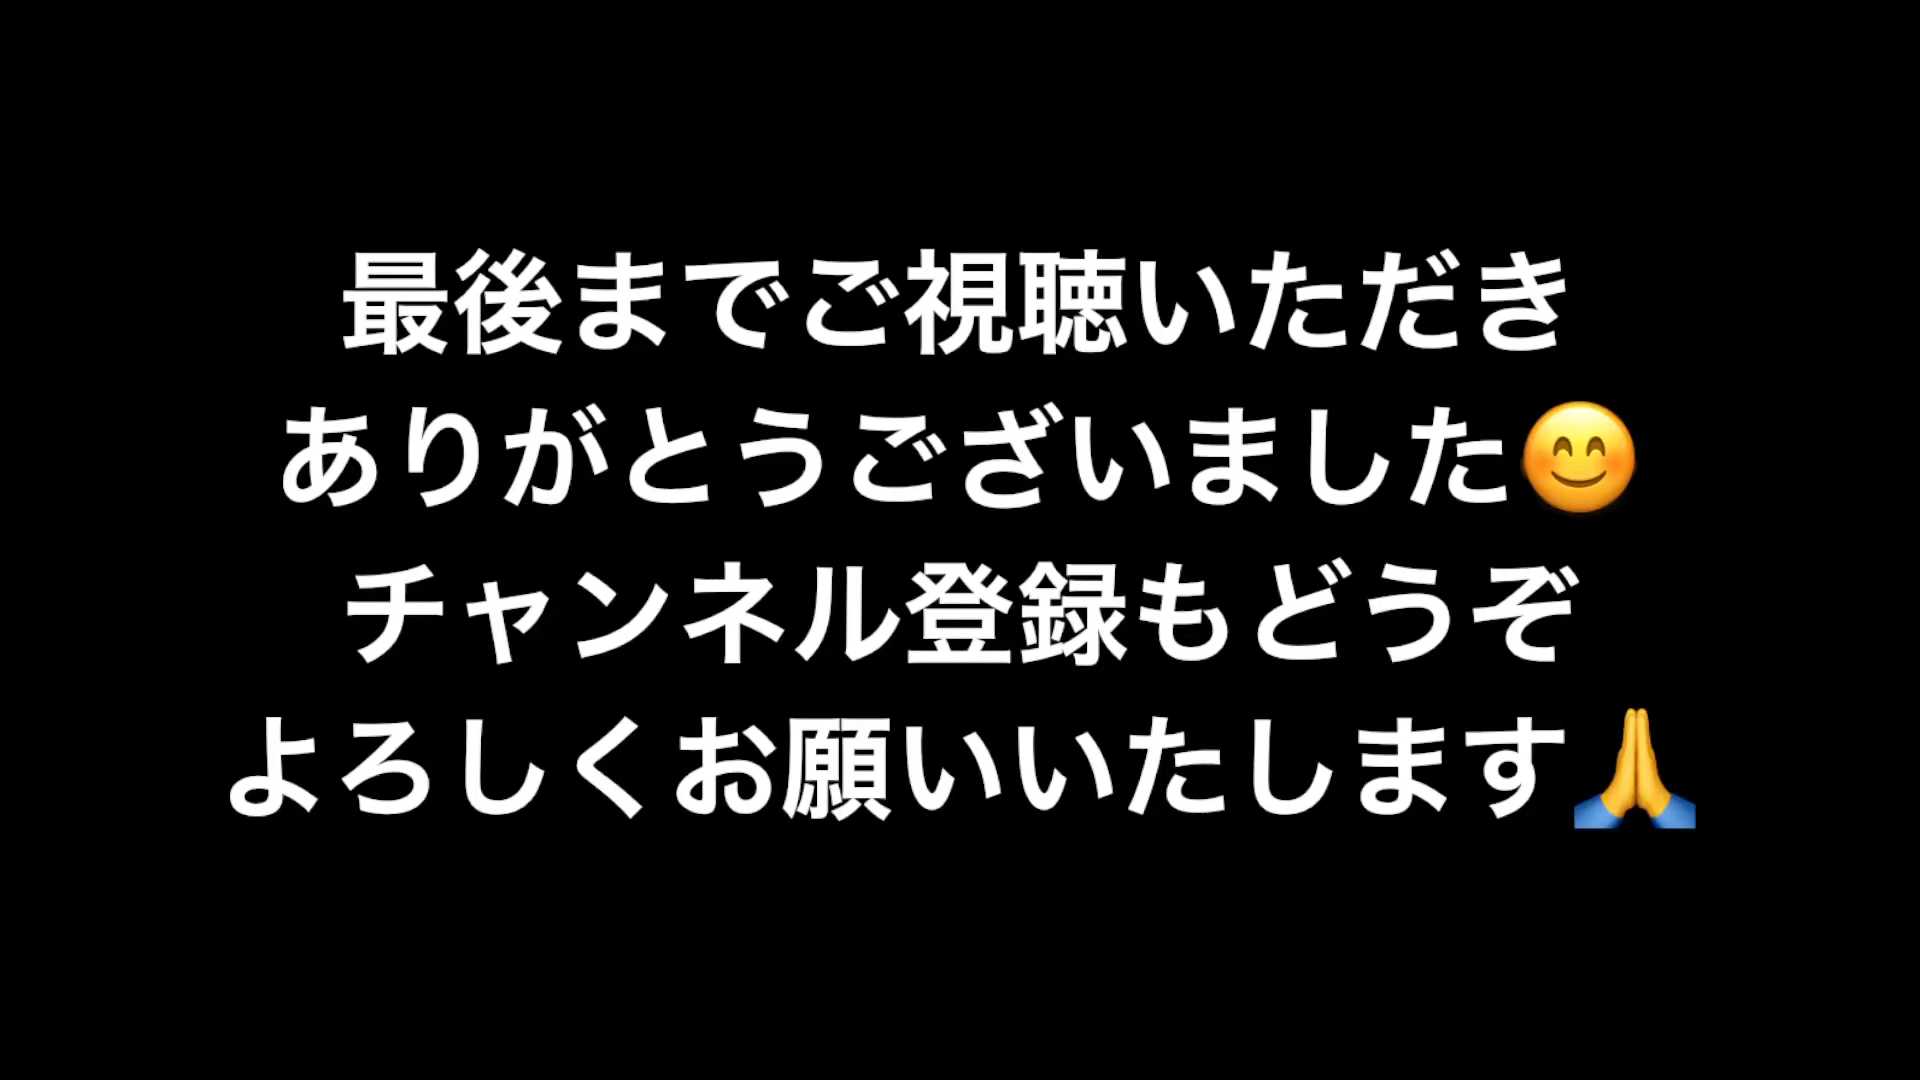 最後までご視聴いただき
ありがとうございました😊
チャンネル登録もどうぞ
よろしくお願いいたします🙏